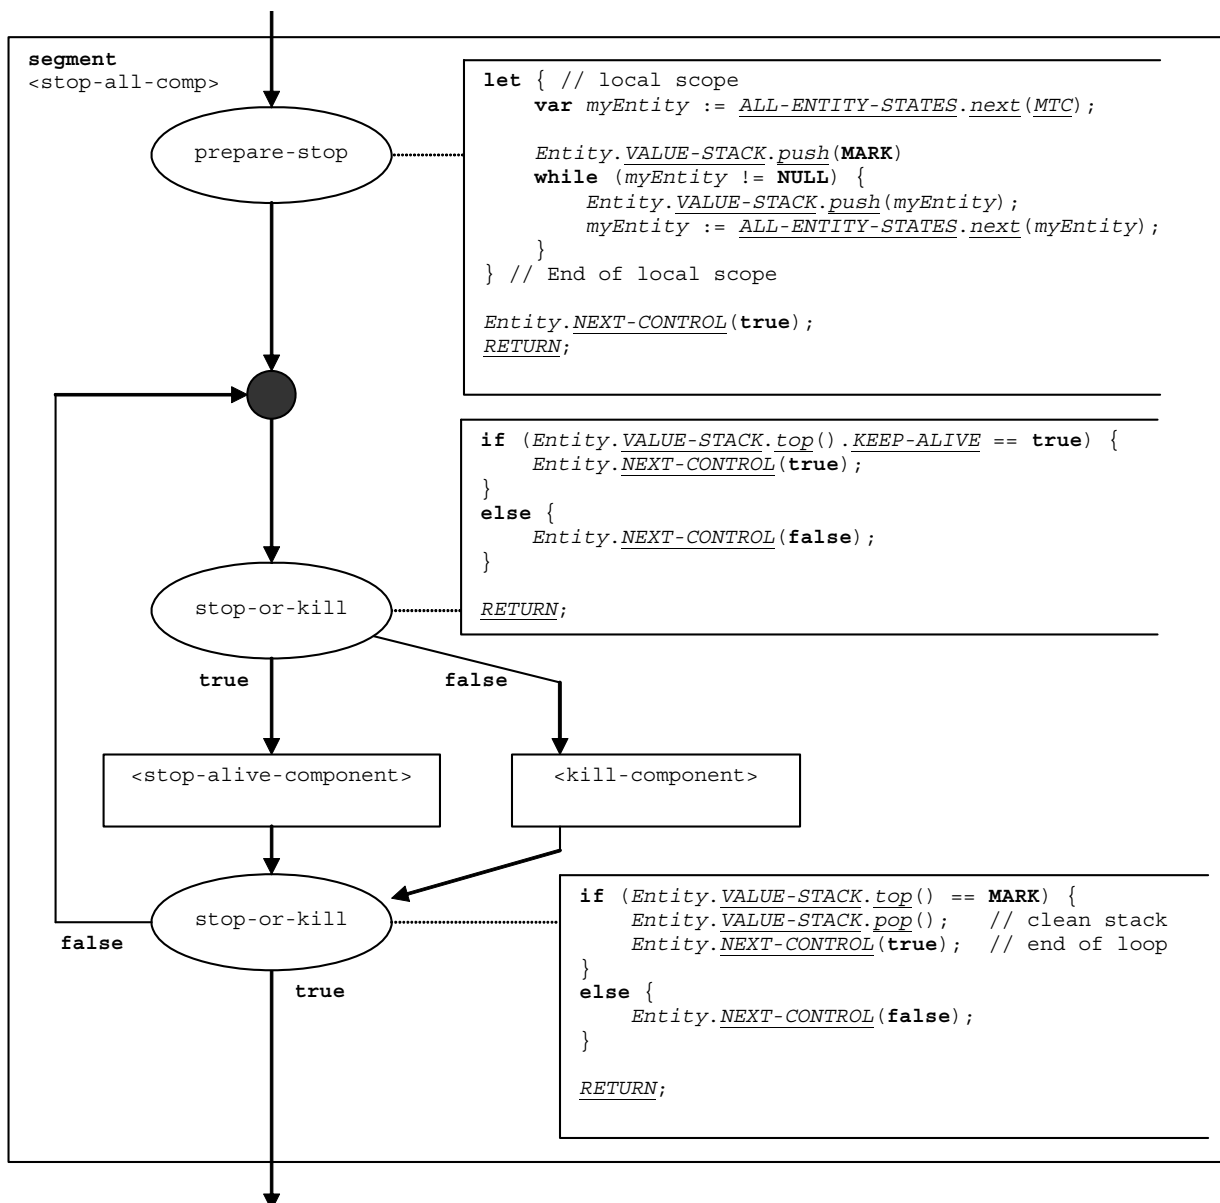 segment
<stop-all-comp>
prepare-stop
let { // local scope
    var myEntity := ALL-ENTITY-STATES.next(MTC);
    Entity.VALUE-STACK.push(MARK)
    while (myEntity != NULL) {
        Entity.VALUE-STACK.push(myEntity);
        myEntity := ALL-ENTITY-STATES.next(myEntity);
    }
} // End of local scope
Entity.NEXT-CONTROL(true);
RETURN;
if (Entity.VALUE-STACK.top().KEEP-ALIVE == true) {
    Entity.NEXT-CONTROL(true);
}
else {
    Entity.NEXT-CONTROL(false);
}
RETURN;
stop-or-kill
true
false
<stop-alive-component>
<kill-component>
stop-or-kill
false
true
if (Entity.VALUE-STACK.top() == MARK) {
    Entity.VALUE-STACK.pop();   // clean stack
    Entity.NEXT-CONTROL(true);  // end of loop
}
else {
    Entity.NEXT-CONTROL(false);
}
RETURN;